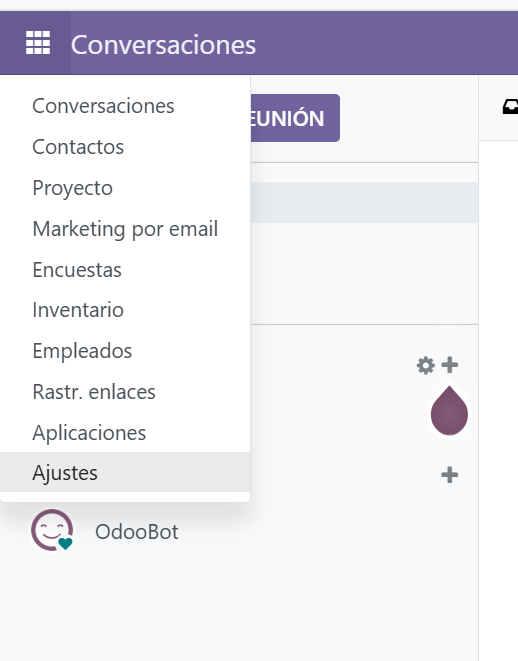 Conversaciones
Conversaciones
EUNIÓN
Contactos
Proyecto
Marketing por email
Encuestas
Inventario
Empleados
Rastr. enlaces
Aplicaciones
Ajustes
OdooBot